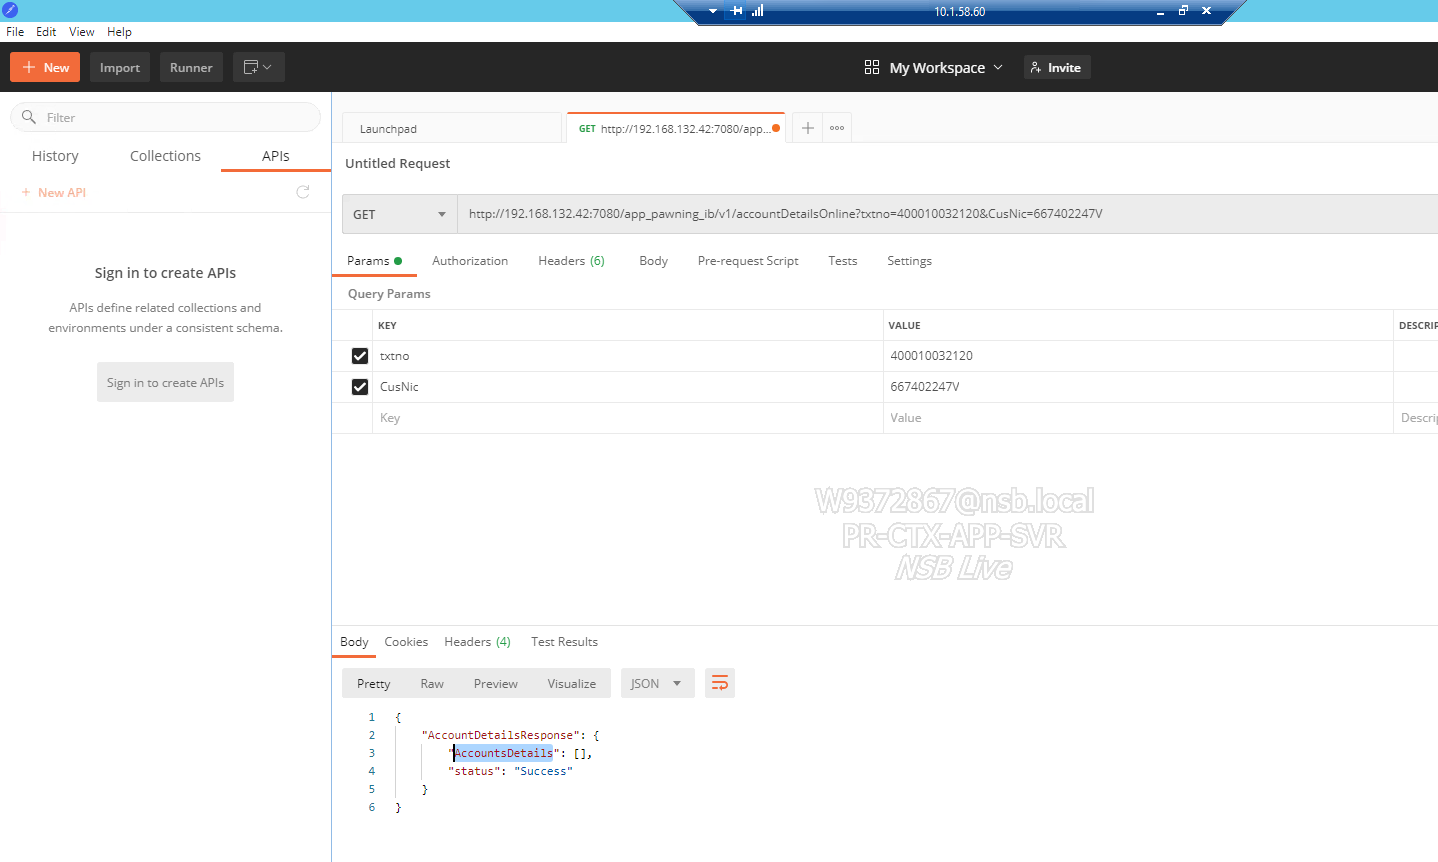 10.1.58.60
File Edit View Help
New Import Runner My Workspace Invite
Filter
History Collections APIs
+ New API
Sign in to create APIs
APIs define related collections and
environments under a consistent schema.
Sign in to create APIs
Launchpad GET http://192.168.132.42:7080/app...
Untitled Request
GET http://192.168.132.42:7080/app_pawning_ib/v1/accountDetailsOnline?txtno=400010032120&CusNic=667402247V
Params Authorization Headers (6) Body Pre-request Script Tests Settings
Query Params
KEY VALUE DESCRIP
txtno 400010032120
CusNic 667402247V
Key Value Descrip
W9372867@nsb.local
PR-CTX-APP-SVR
NSB Live
Body Cookies Headers (4) Test Results
Pretty Raw Preview Visualize JSON
1 {
2 "AccountDetailsResponse": {
3 "AccountsDetails": [],
4 "status": "Success"
5 }
6 }